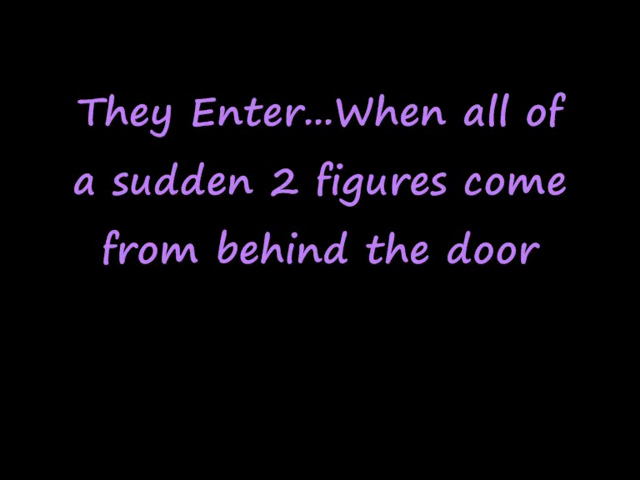 They Enter...When all of
a sudden 2 figures come
from behind the door